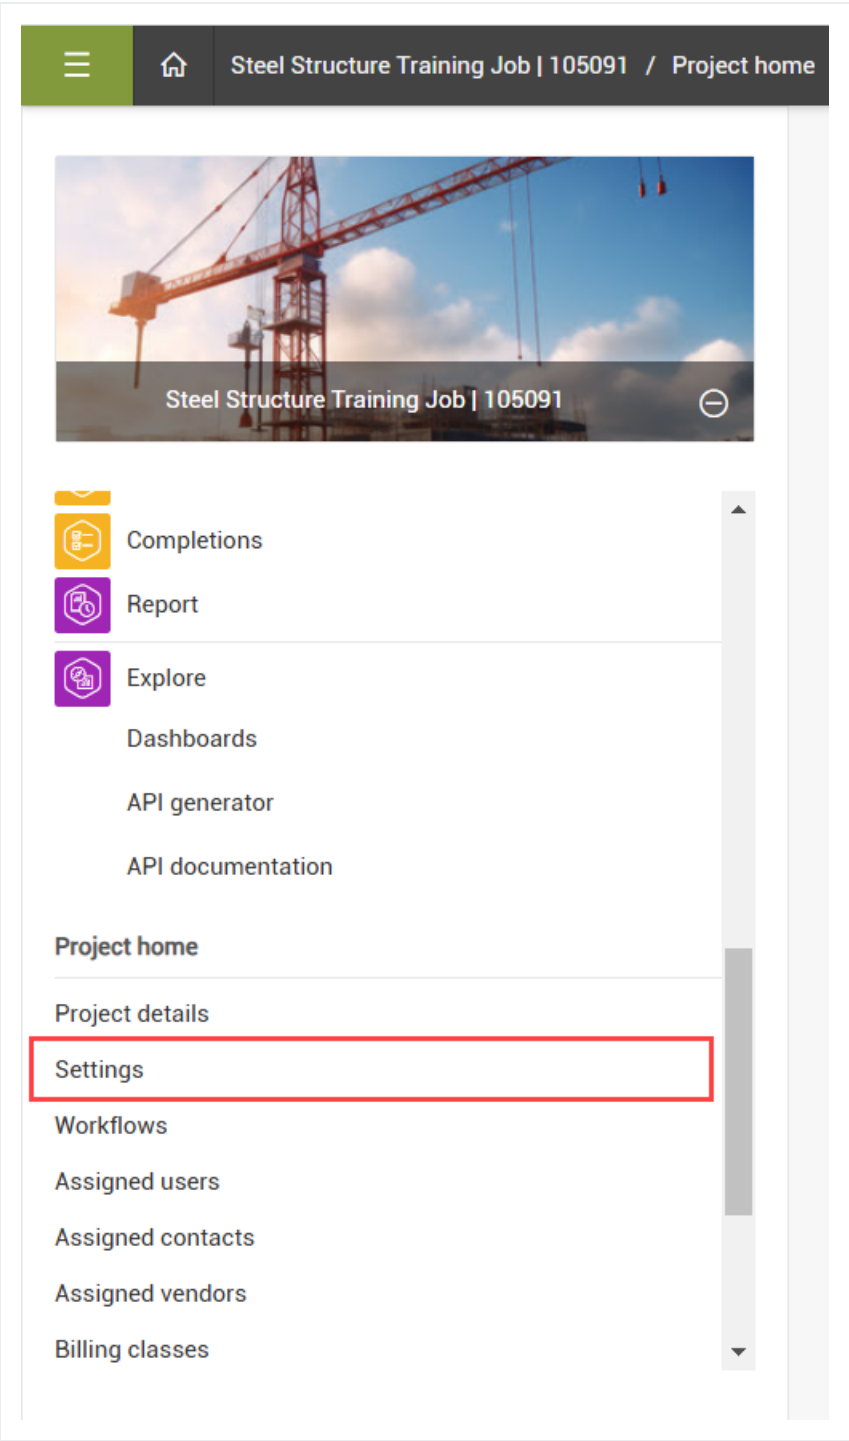 Steel Structure Training Job | 105091 / Project home
Steel Structure Training Job | 105091
Completions
Report
Explore
Dashboards
API generator
API documentation
Project home
Project details
Settings
Workflows
Assigned users
Assigned contacts
Assigned vendors
Billing classes